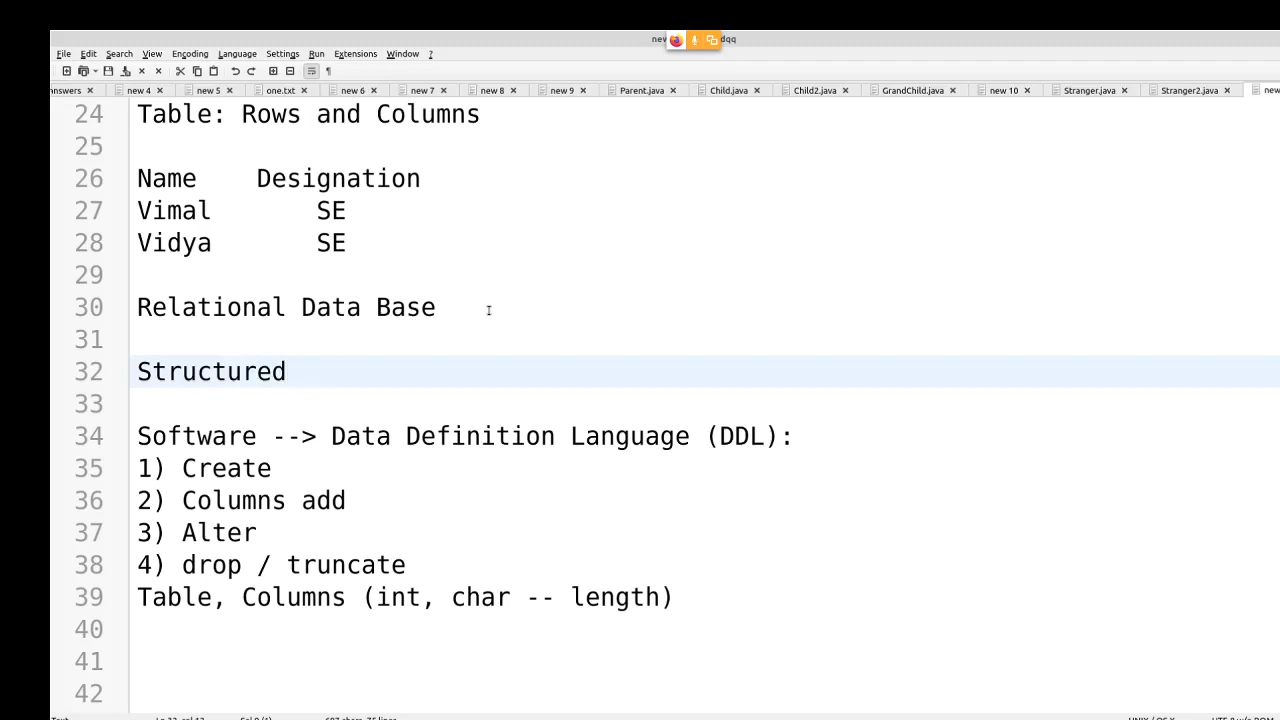 new dqq
File Edit Search View Encoding Language Settings Run Extensions Window ?
nswers new 4 new 5 one.txt new 6 new 7 new 8 new 9 Parent.java Child.java Child2.java GrandChild.java new 10 Stranger.java Stranger2.java new
24 Table: Rows and Columns
25
26 Name Designation
27 Vimal SE
28 Vidya SE
29
30 Relational Data Base
31
32 Structured
33
34 Software --> Data Definition Language (DDL):
35 1) Create
36 2) Columns add
37 3) Alter
38 4) drop / truncate
39 Table, Columns (int, char -- length)
40
41
42